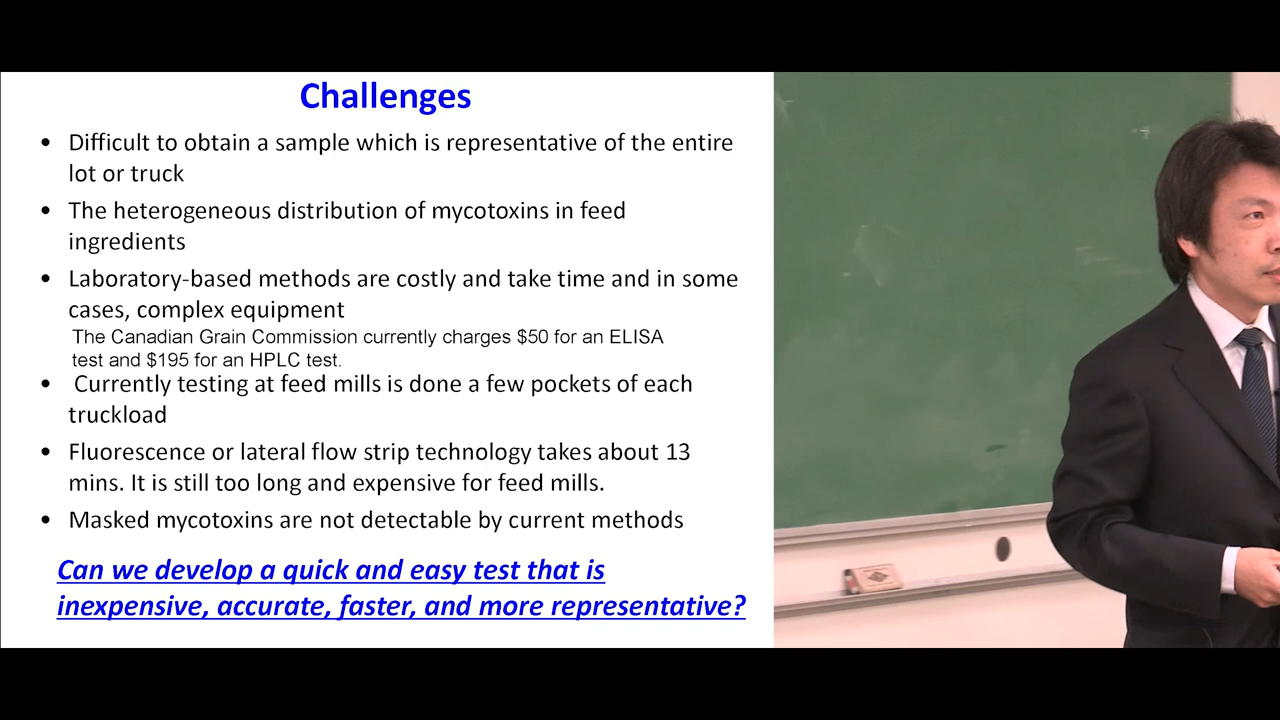 Challenges
• Difficult to obtain a sample which is representative of the entire
lot or truck
• The heterogeneous distribution of mycotoxins in feed
ingredients
• Laboratory-based methods are costly and take time and in some
cases, complex equipment
The Canadian Grain Commission currently charges $50 for an ELISA
test and $195 for an HPLC test.
• Currently testing at feed mills is done a few pockets of each
truckload
• Fluorescence or lateral flow strip technology takes about 13
mins. It is still too long and expensive for feed mills.
• Masked mycotoxins are not detectable by current methods
Can we develop a quick and easy test that is
inexpensive, accurate, faster, and more representative?